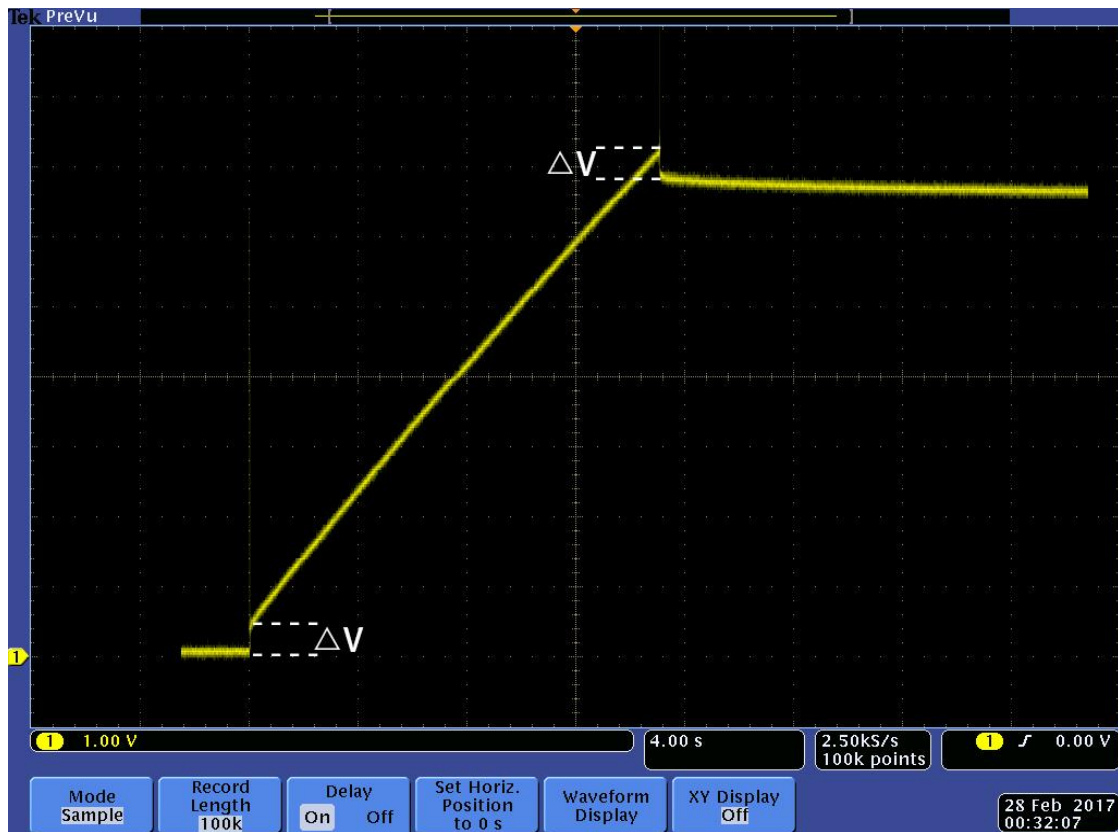 Tek PreVu
△V
△V
1
1 1.00 V
4.00 s
2.50kS/s
100k points
1 0.00 V
Mode
Sample
Record
Length
100k
Delay
On Off
Set Horiz.
Position
to 0 s
Waveform
Display
XY Display
Off
28 Feb 2017
00:32:07